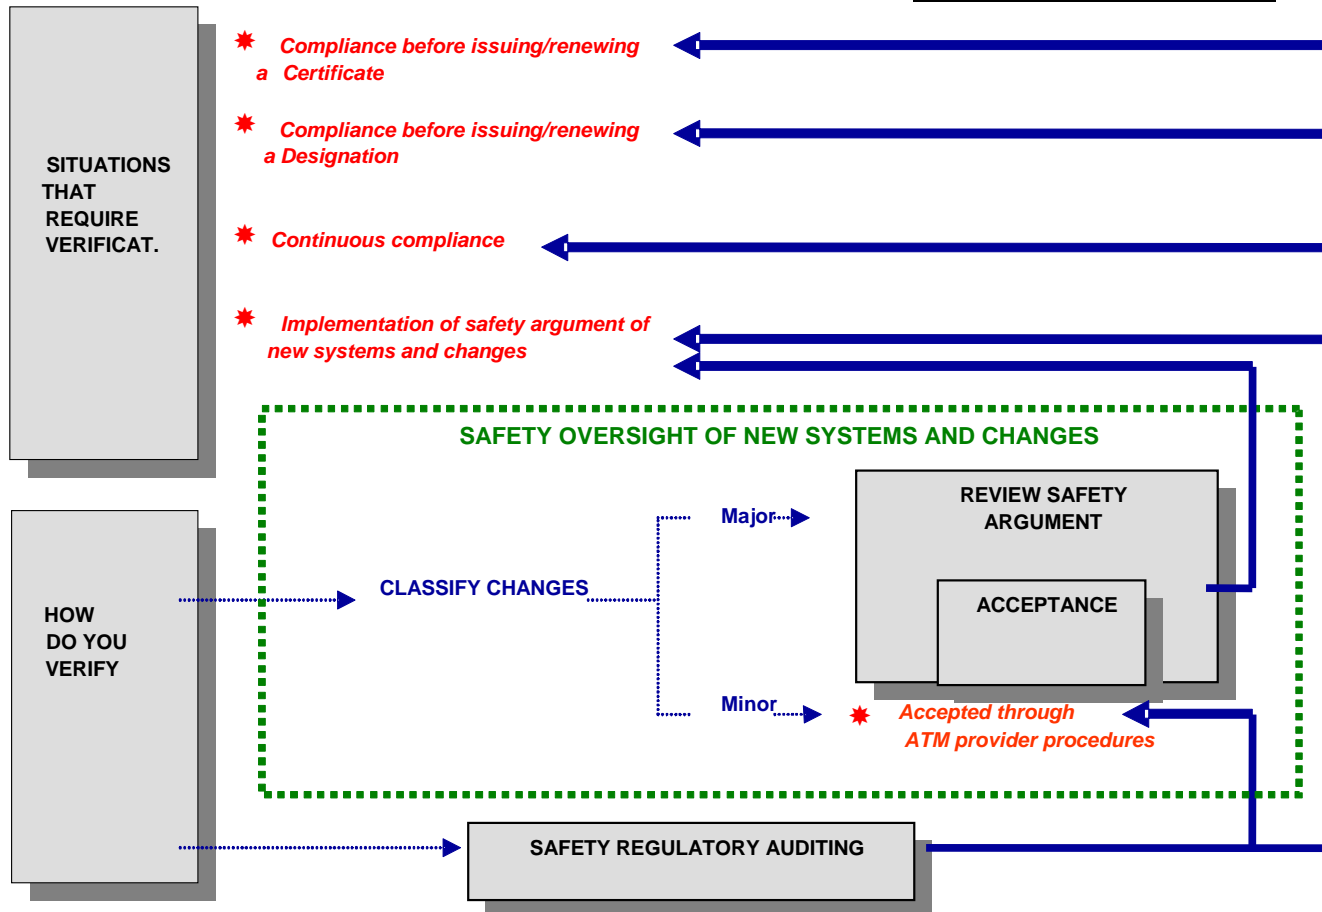 Compliance before issuing/renewing
a Certificate
Compliance before issuing/renewing
a Designation
SITUATIONS
THAT
REQUIRE
VERIFICAT.
Continuous compliance
Implementation of safety argument of
new systems and changes
SAFETY OVERSIGHT OF NEW SYSTEMS AND CHANGES
REVIEW SAFETY
ARGUMENT
Major
CLASSIFY CHANGES
ACCEPTANCE
HOW
DO YOU
VERIFY
Minor
Accepted through
ATM provider procedures
SAFETY REGULATORY AUDITING